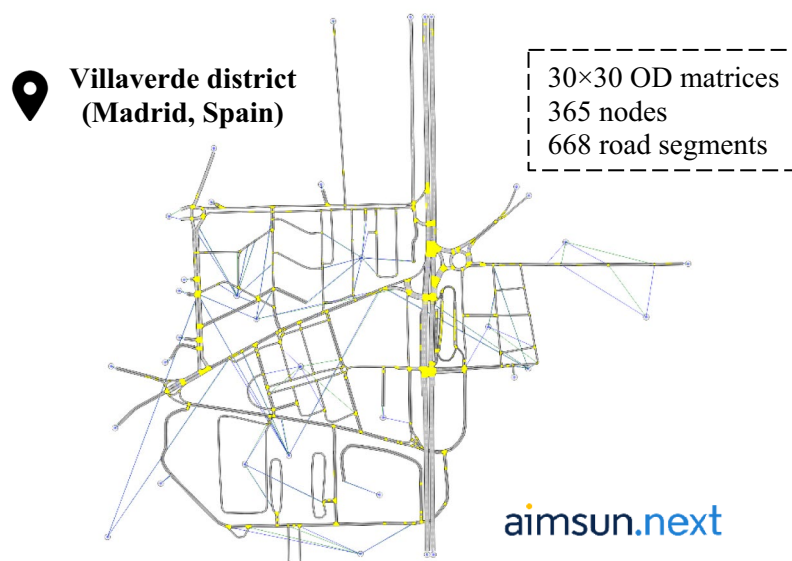 Villaverde district
(Madrid, Spain)
30×30 OD matrices
365 nodes
668 road segments
aimsun.next